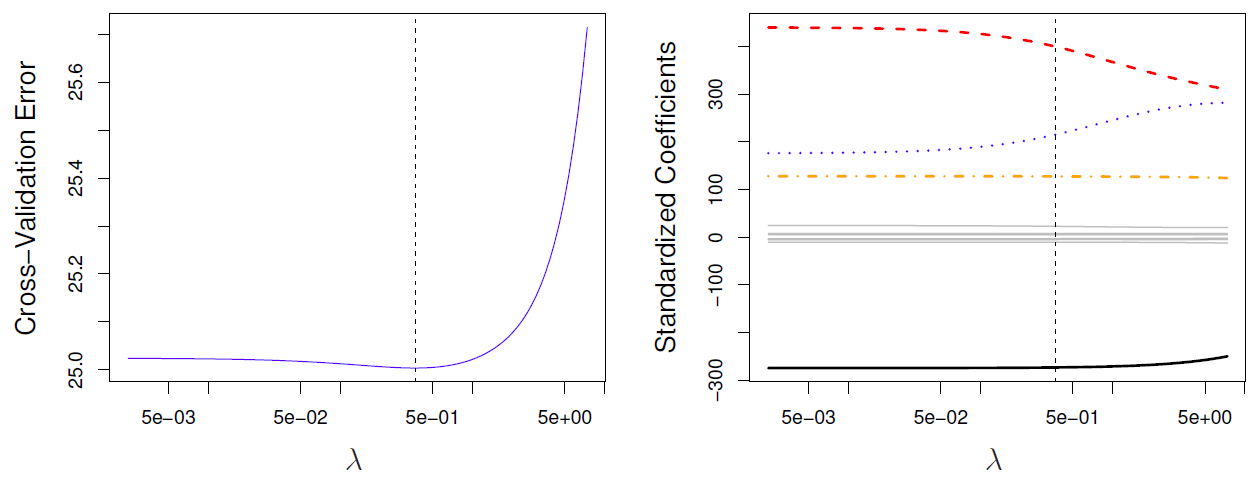 Cross−Validation Error
25.0
25.2
25.4
25.6
5e−03
5e−02
5e−01
5e+00
λ
Standardized Coefficients
−300
−100
0
100
300
5e−03
5e−02
5e−01
5e+00
λ